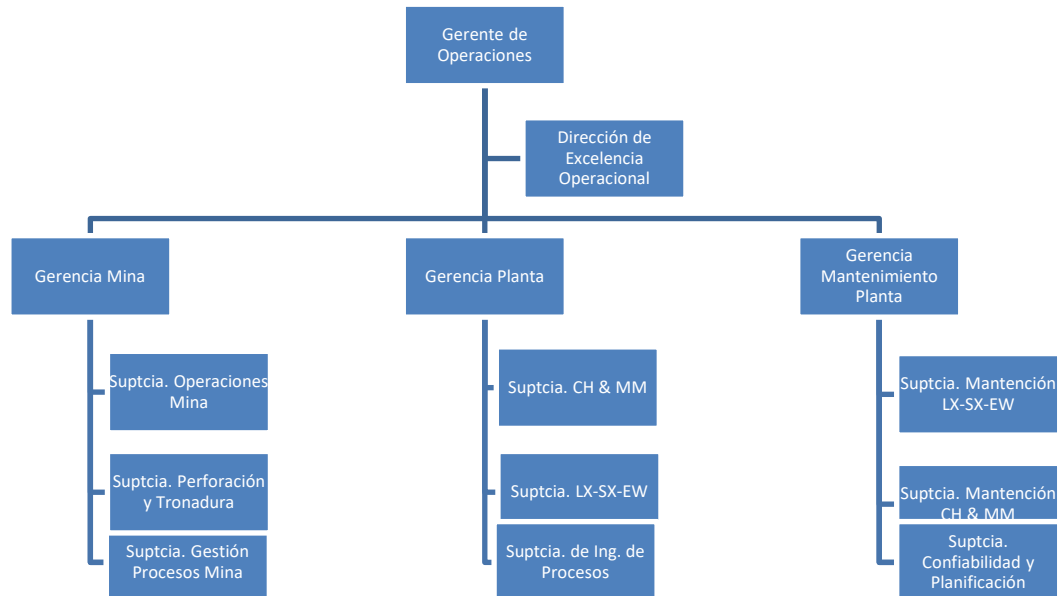 Gerente de
Operaciones
Dirección de
Excelencia
Operacional
Gerencia Mina
Gerencia Planta
Gerencia
Mantenimiento
Planta
Suptcia. Operaciones
Mina
Suptcia. CH & MM
Suptcia. Mantención
LX-SX-EW
Suptcia. Perforación
y Tronadura
Suptcia. LX-SX-EW
Suptcia. Mantención
CH & MM
Suptcia. Gestión
Procesos Mina
Suptcia. de Ing. de
Procesos
Suptcia.
Confiabilidad y
Planificación